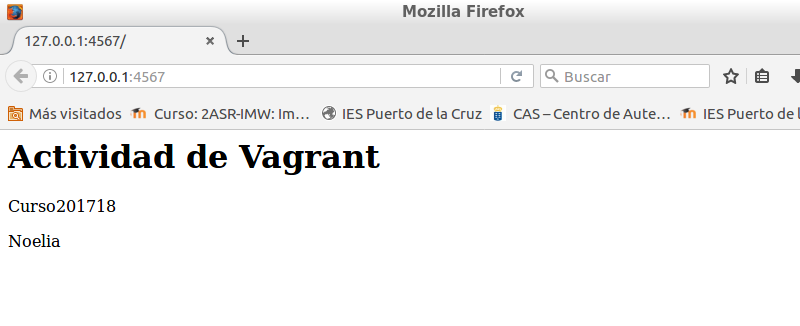 Mozilla Firefox
127.0.0.1:4567/
127.0.0.1:4567
Buscar
Más visitados Curso: 2ASR-IMW: Im... IES Puerto de la Cruz CAS – Centro de Aute... IES Puerto de l
Actividad de Vagrant
Curso201718
Noelia